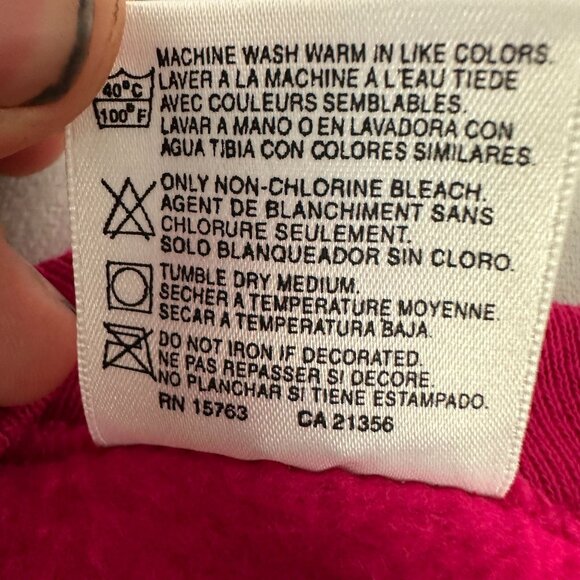 MACHINE WASH WARM IN LIKE COLORS.
LAVER A LA MACHINE À L'EAU TIEDE
AVEC COULEURS SEMBLABLES.
LAVAR A MANO O EN LAVADORA CON
AGUA TIBIA CON COLORES SIMILARES.
40°C
100°F
ONLY NON-CHLORINE BLEACH.
AGENT DE BLANCHIMENT SANS
CHLORURE SEULEMENT.
SOLO BLANQUEADOR SIN CLORO.
TUMBLE DRY MEDIUM.
SECHER A TEMPERATURE MOYENNE.
SECAR A TEMPERATURA BAJA.
DO NOT IRON IF DECORATED.
NE PAS REPASSER SI DECORE.
NO PLANCHAR SI TIENE ESTAMPADO.
RN 15763 CA 21356